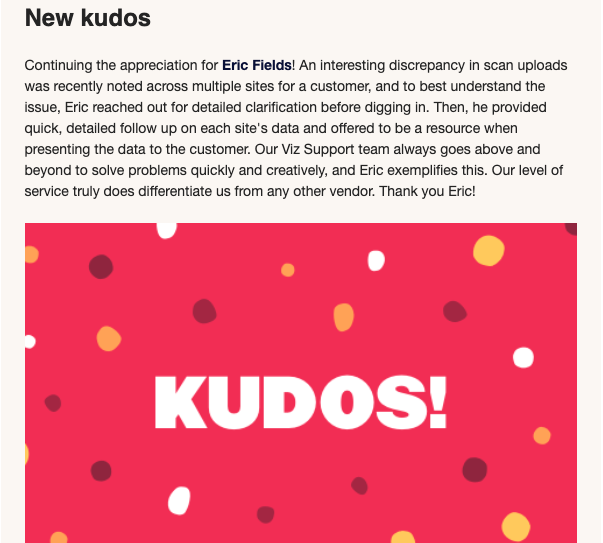 New kudos
Continuing the appreciation for Eric Fields! An interesting discrepancy in scan uploads
was recently noted across multiple sites for a customer, and to best understand the
issue, Eric reached out for detailed clarification before digging in. Then, he provided
quick, detailed follow up on each site's data and offered to be a resource when
presenting the data to the customer. Our Viz Support team always goes above and
beyond to solve problems quickly and creatively, and Eric exemplifies this. Our level of
service truly does differentiate us from any other vendor. Thank you Eric!
KUDOS!